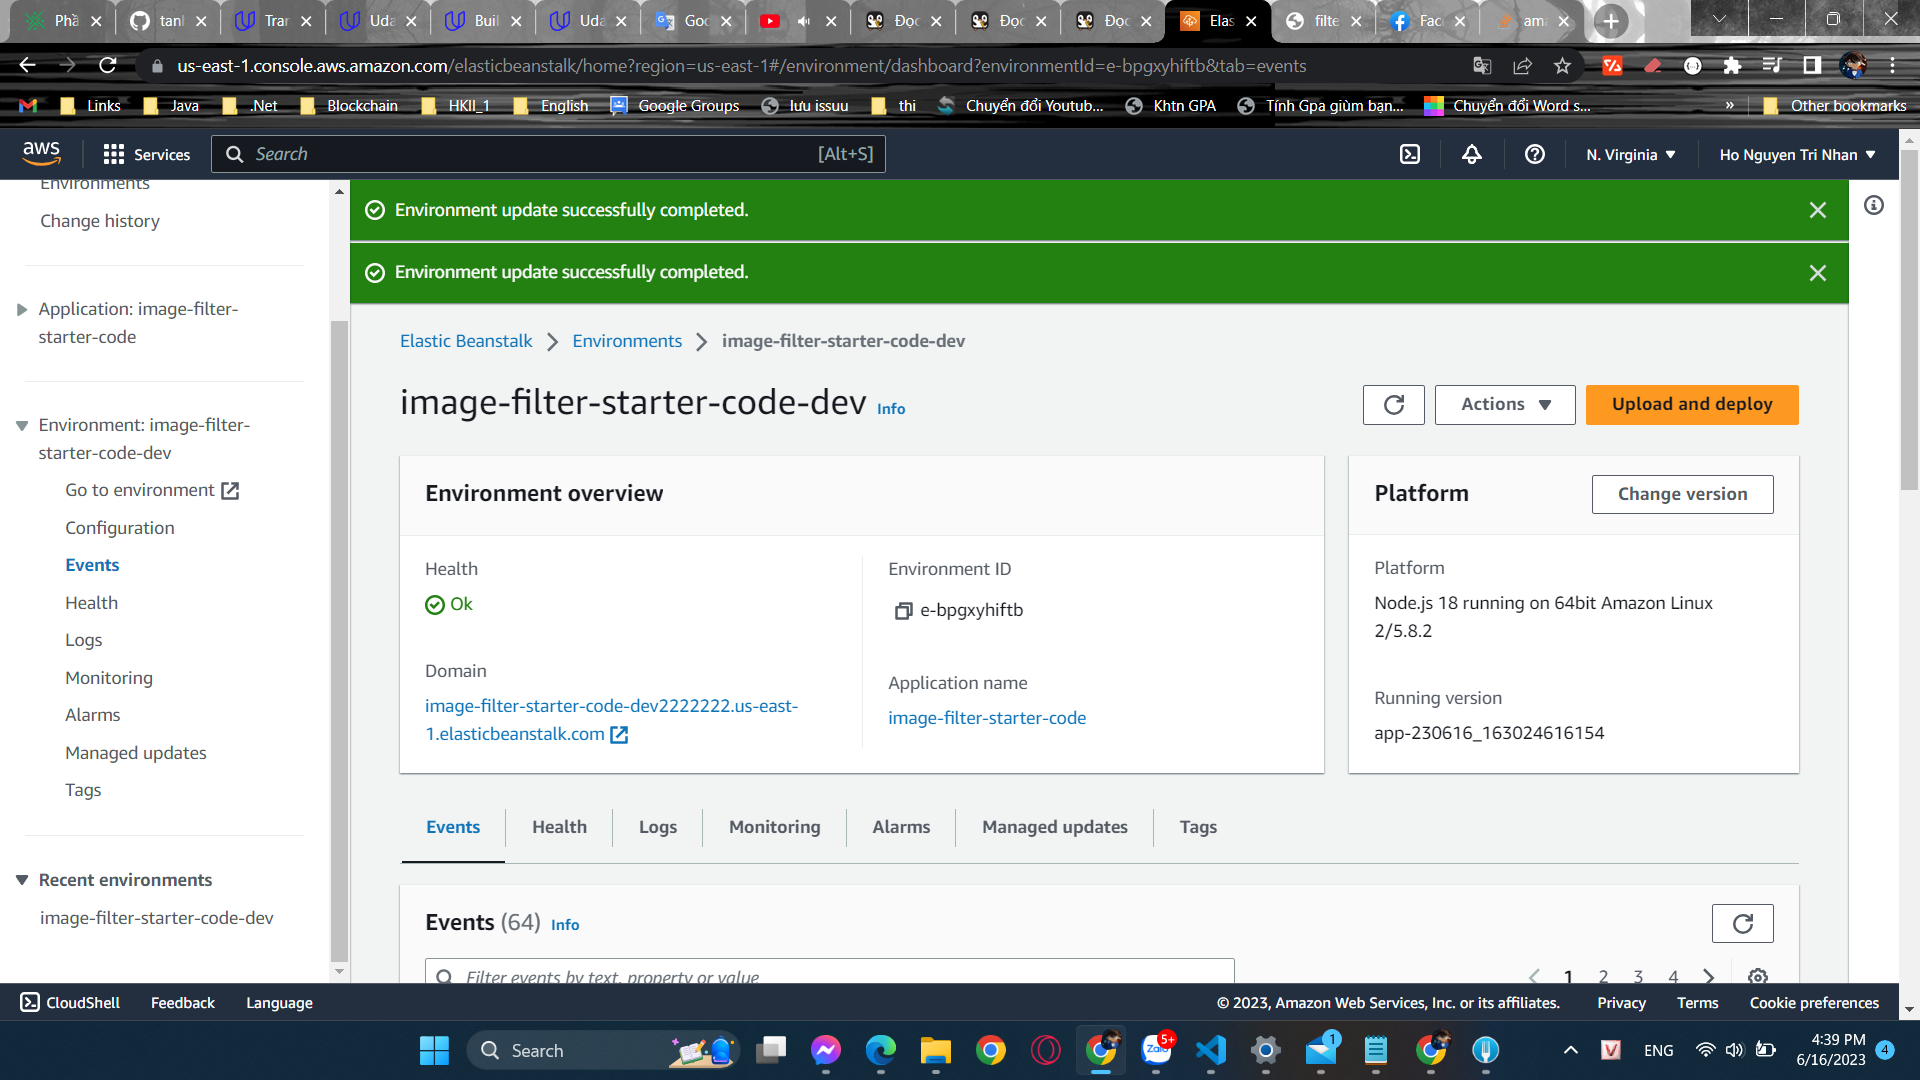 Phầ
tanl
Trar
Uda
Buil
Uda
Goo
Đọc
Đọc
Đọc
Elas
filte
Face
ama
us-east-1.console.aws.amazon.com/elasticbeanstalk/home?region=us-east-1#/environment/dashboard?environmentId=e-bpgxyhiftb&tab=events
Links
Java
.Net
Blockchain
HKII_1
English
Google Groups
lưu issuu
thi
Chuyển đổi Youtub...
Khtn GPA
Tính Gpa giùm bạn...
Chuyển đổi Word s...
»
Other bookmarks
aws
Services
Search
[Alt+S]
N. Virginia
Ho Nguyen Tri Nhan
Environments
Change history
Application: image-filter-
starter-code
Environment: image-filter-
starter-code-dev
Go to environment
Configuration
Events
Health
Logs
Monitoring
Alarms
Managed updates
Tags
Recent environments
image-filter-starter-code-dev
Environment update successfully completed.
Environment update successfully completed.
Elastic Beanstalk
Environments
image-filter-starter-code-dev
image-filter-starter-code-dev Info
Actions
Upload and deploy
Environment overview
Health
Ok
Domain
image-filter-starter-code-dev2222222.us-east-
1.elasticbeanstalk.com
Environment ID
e-bpgxyhiftb
Application name
image-filter-starter-code
Platform
Change version
Platform
Node.js 18 running on 64bit Amazon Linux
2/5.8.2
Running version
app-230616_163024616154
Events
Health
Logs
Monitoring
Alarms
Managed updates
Tags
Events (64) Info
Filter events by text, property or value
1 2 3 4
CloudShell
Feedback
Language
© 2023, Amazon Web Services, Inc. or its affiliates.
Privacy
Terms
Cookie preferences
Search
Zalo
5+
1
V
ENG
4:39 PM
6/16/2023
4